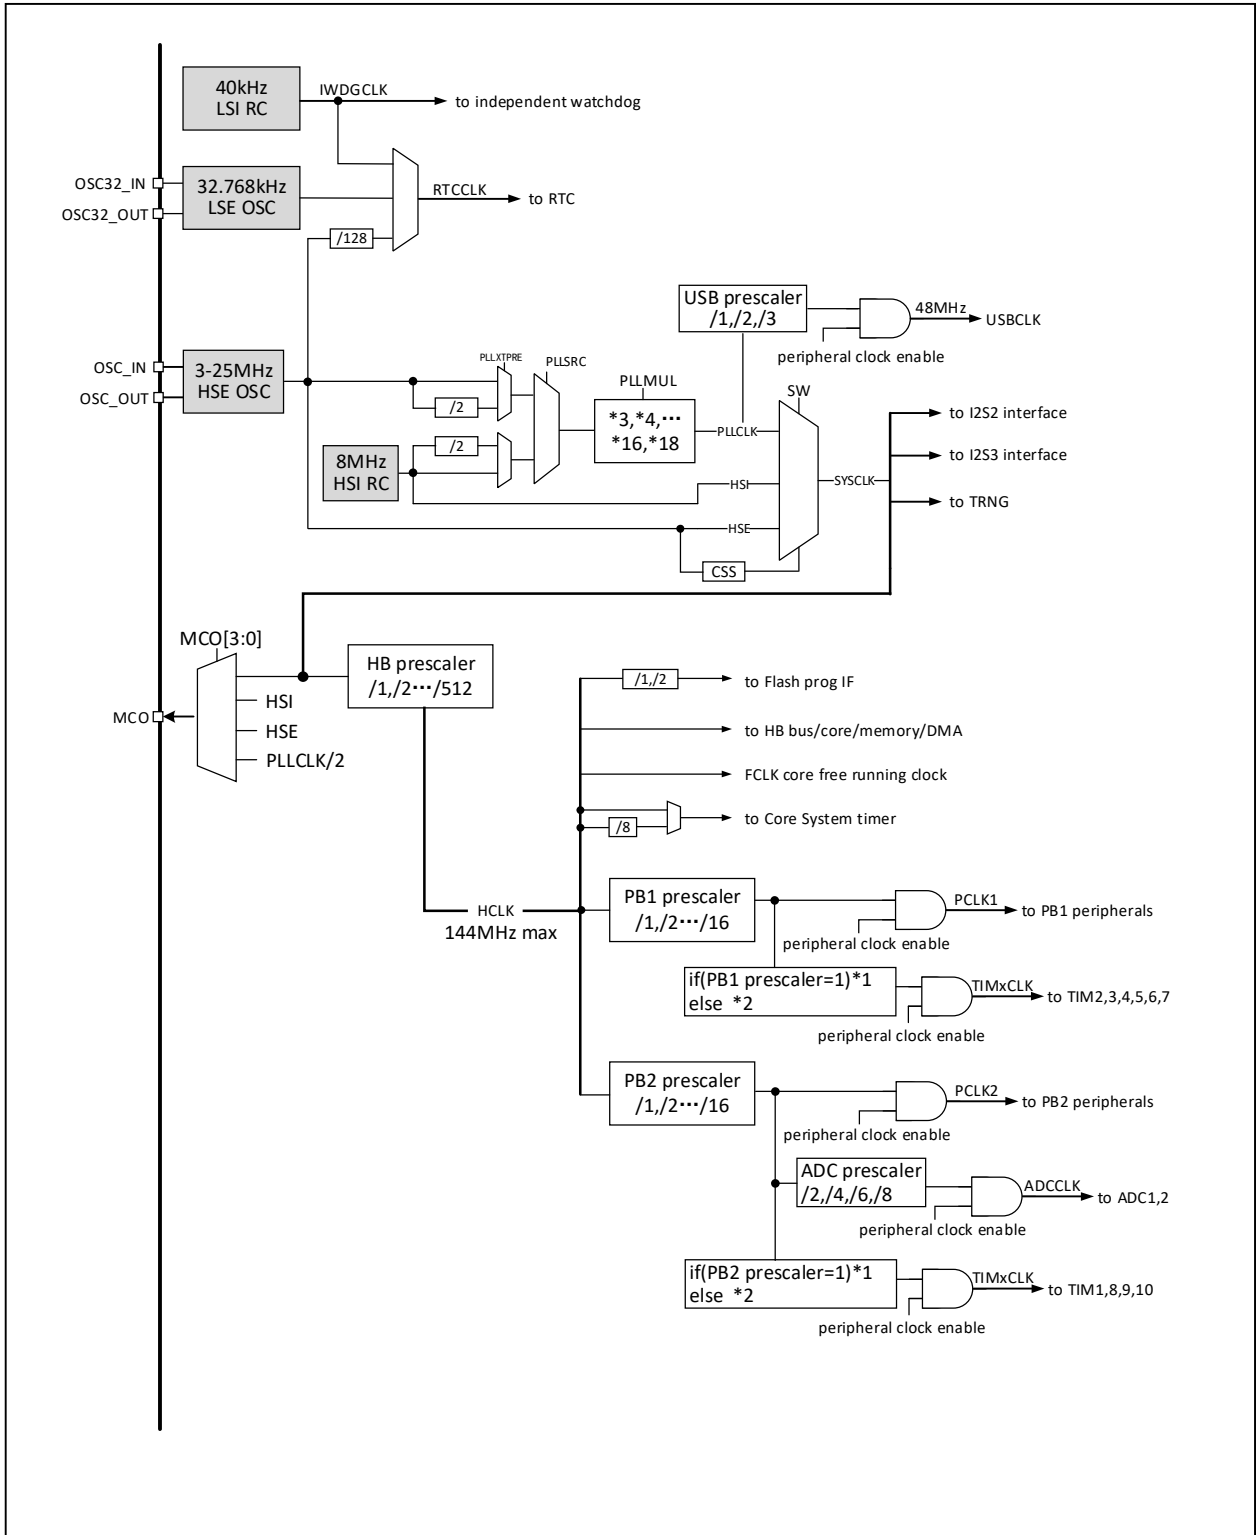 40kHz
LSI RC
IWDGCLK
to independent watchdog
OSC32_IN
OSC32_OUT
32.768kHz
LSE OSC
RTCCLK
to RTC
/128
USB prescaler
/1,/2,/3
48MHz
USBCLK
peripheral clock enable
OSC_IN
OSC_OUT
3-25MHz
HSE OSC
PLLXTPRE
PLLSRC
/2
PLLMUL
*3,*4,···
*16,*18
PLLCLK
SW
to I2S2 interface
to I2S3 interface
to TRNG
/2
8MHz
HSI RC
HSI
SYSCLK
HSE
CSS
MCO[3:0]
HSI
HSE
PLLCLK/2
MCO
HB prescaler
/1,/2···/512
/1,/2
to Flash prog IF
to HB bus/core/memory/DMA
FCLK core free running clock
/8
to Core System timer
HCLK
144MHz max
PB1 prescaler
/1,/2···/16
PCLK1
to PB1 peripherals
peripheral clock enable
if(PB1 prescaler=1)*1
else *2
TIMxCLK
to TIM2,3,4,5,6,7
peripheral clock enable
PB2 prescaler
/1,/2···/16
PCLK2
to PB2 peripherals
peripheral clock enable
ADC prescaler
/2,/4,/6,/8
ADCCLK
to ADC1,2
peripheral clock enable
if(PB2 prescaler=1)*1
else *2
TIMxCLK
to TIM1,8,9,10
peripheral clock enable